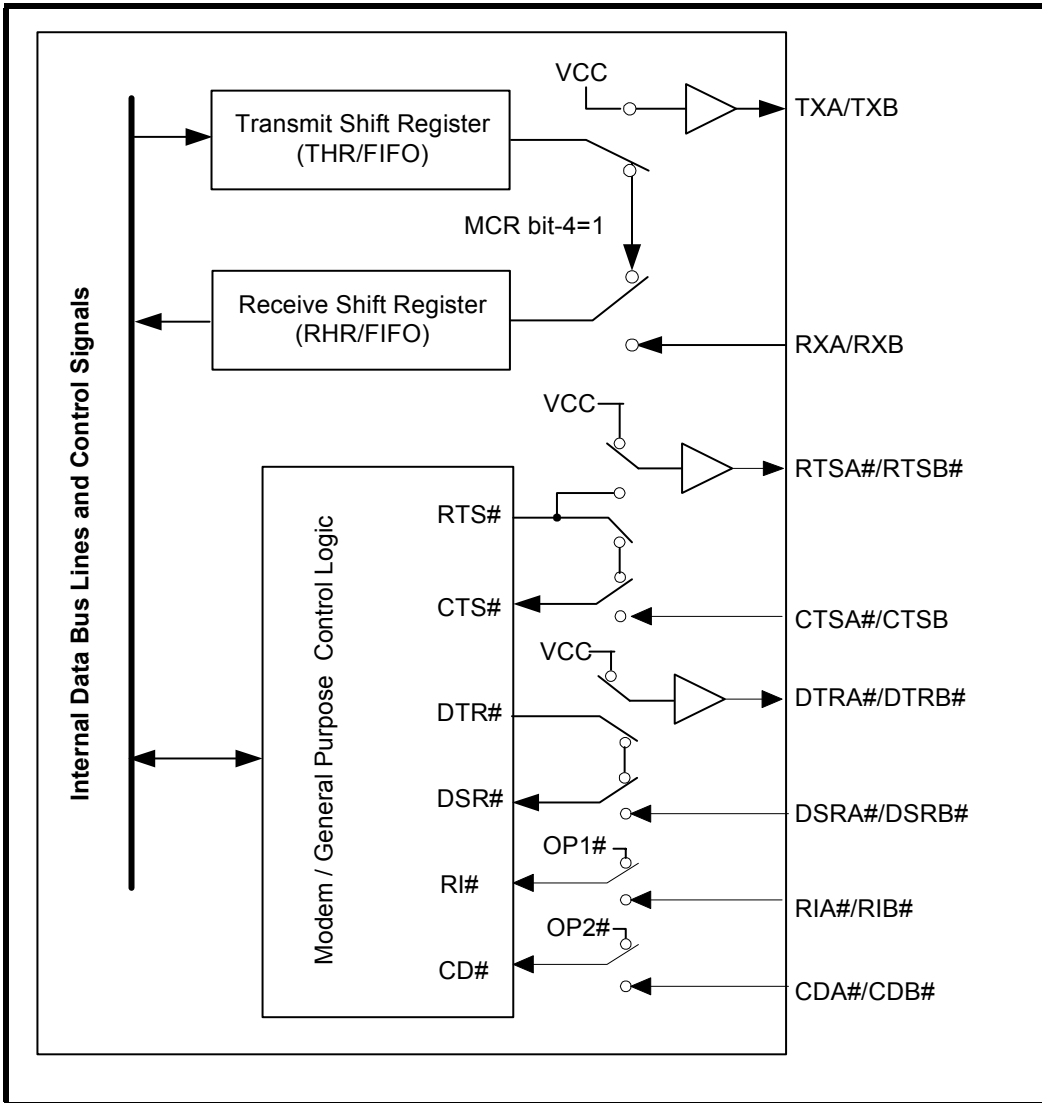 VCC
TXA/TXB
Transmit Shift Register
(THR/FIFO)
MCR bit-4=1
Receive Shift Register
(RHR/FIFO)
RXA/RXB
Internal Data Bus Lines and Control Signals
VCC
RTSA#/RTSB#
Modem / General Purpose Control Logic
RTS#
CTS#
CTSA#/CTSB
VCC
DTR#
DTRA#/DTRB#
DSR#
DSRA#/DSRB#
OP1#
RI#
RIA#/RIB#
OP2#
CD#
CDA#/CDB#